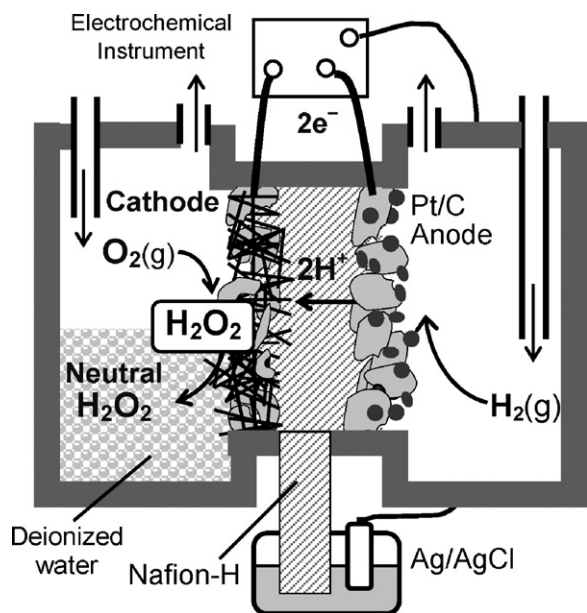 Electrochemical
Instrument
2e⁻
Cathode
Pt/C
Anode
O₂(g)
2H⁺
H₂O₂
Neutral
H₂O₂
H₂(g)
Deionized
water
Nafion-H
Ag/AgCl